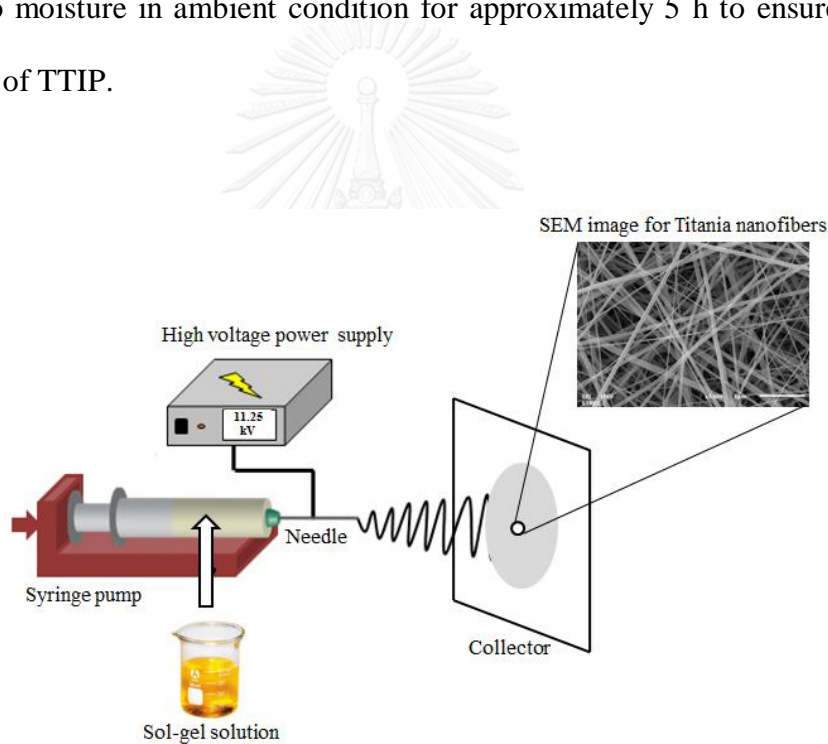 moisture in ambient condition for approximately 5 h to ensure
of TTIP.
SEM image for Titania nanofibers
High voltage power supply
11.25
kV
Needle
Syringe pump
Collector
Sol-gel solution